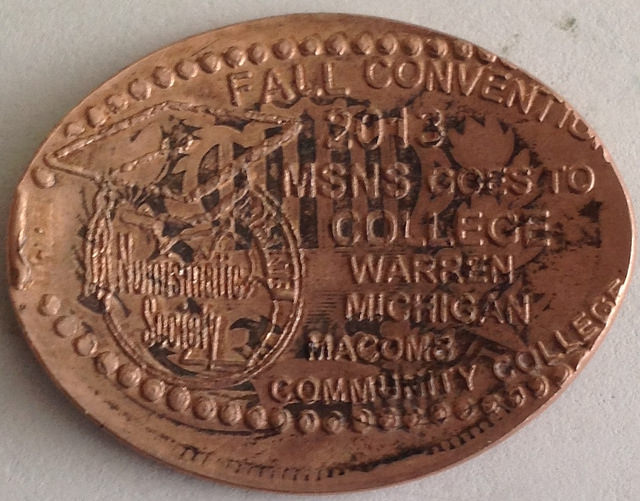 FALL CONVENTION
2013
MSNS GOES TO
COLLEGE
WARREN
MICHIGAN
MACOMB
COMMUNITY COLLEGE
Numismatic
Society